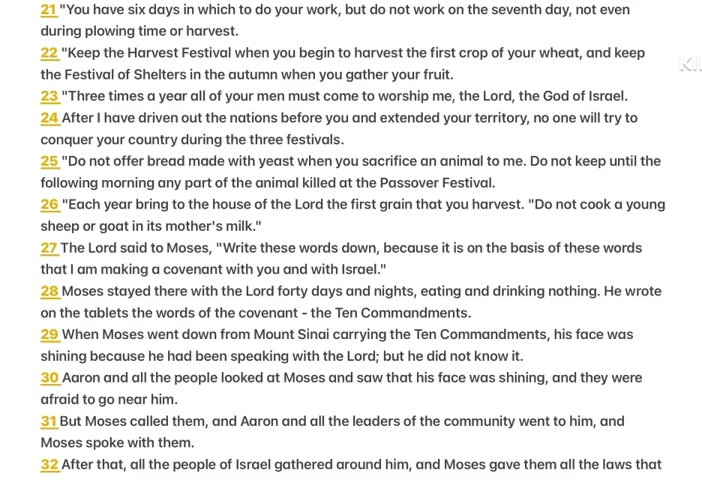 21 "You have six days in which to do your work, but do not work on the seventh day, not even
during plowing time or harvest.
22 "Keep the Harvest Festival when you begin to harvest the first crop of your wheat, and keep
the Festival of Shelters in the autumn when you gather your fruit.
23 "Three times a year all of your men must come to worship me, the Lord, the God of Israel.
24 After I have driven out the nations before you and extended your territory, no one will try to
conquer your country during the three festivals.
25 "Do not offer bread made with yeast when you sacrifice an animal to me. Do not keep until the
following morning any part of the animal killed at the Passover Festival.
26 "Each year bring to the house of the Lord the first grain that you harvest. "Do not cook a young
sheep or goat in its mother's milk."
27 The Lord said to Moses, "Write these words down, because it is on the basis of these words
that I am making a covenant with you and with Israel."
28 Moses stayed there with the Lord forty days and nights, eating and drinking nothing. He wrote
on the tablets the words of the covenant - the Ten Commandments.
29 When Moses went down from Mount Sinai carrying the Ten Commandments, his face was
shining because he had been speaking with the Lord; but he did not know it.
30 Aaron and all the people looked at Moses and saw that his face was shining, and they were
afraid to go near him.
31 But Moses called them, and Aaron and all the leaders of the community went to him, and
Moses spoke with them.
32 After that, all the people of Israel gathered around him, and Moses gave them all the laws that